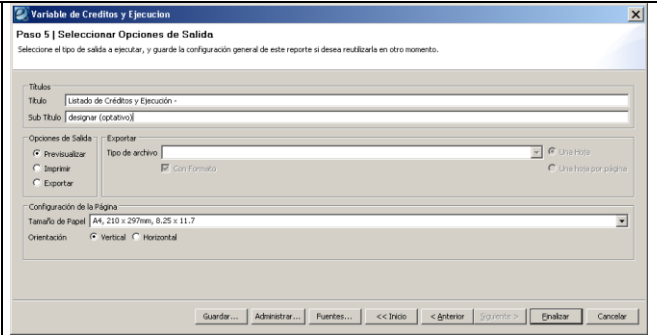 Variable de Creditos y Ejecucion
Paso 5 | Seleccionar Opciones de Salida
Seleccione el tipo de salida a ejecutar, y guarde la configuración general de este reporte si desea reutilizarla en otro momento.
Títulos
Título Listado de Créditos y Ejecución -
Sub Título designar (optativo)
Opciones de Salida Exportar
Previsualizar Tipo de archivo Una Hoja
Imprimir Con Formato Una hoja por página
Exportar
Configuración de la Página
Tamaño de Papel A4, 210 x 297mm, 8.25 x 11.7
Orientación Vertical Horizontal
Guardar... Administrar... Fuentes... << Inicio < Anterior Siguiente > Finalizar Cancelar